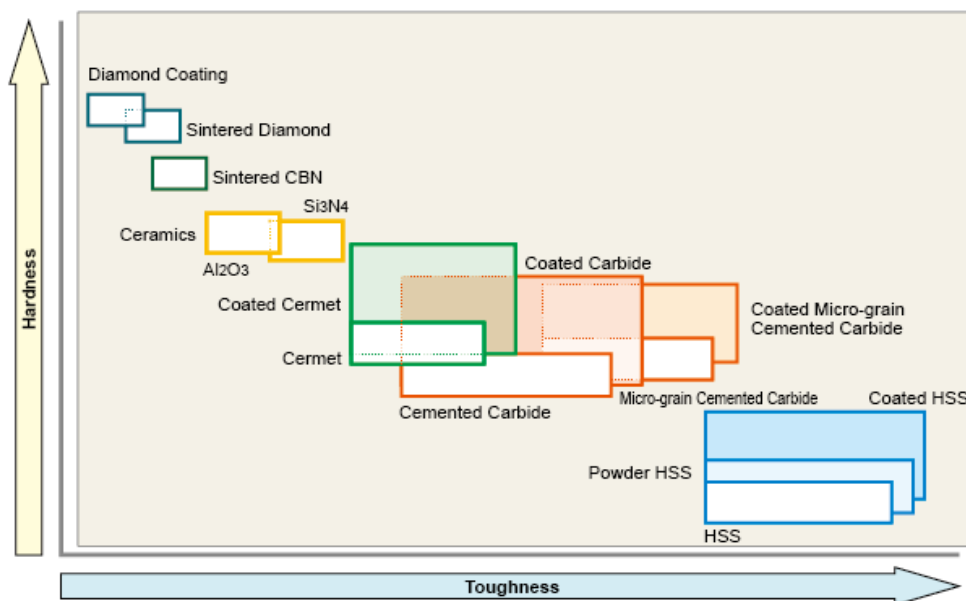 Diamond Coating
Sintered Diamond
Sintered CBN
Si3N4
Ceramics
Al2O3
Coated Carbide
Coated Cermet
Coated Micro-grain
Cemented Carbide
Cermet
Cemented Carbide
Micro-grain Cemented Carbide
Coated HSS
Powder HSS
HSS
Hardness
Toughness